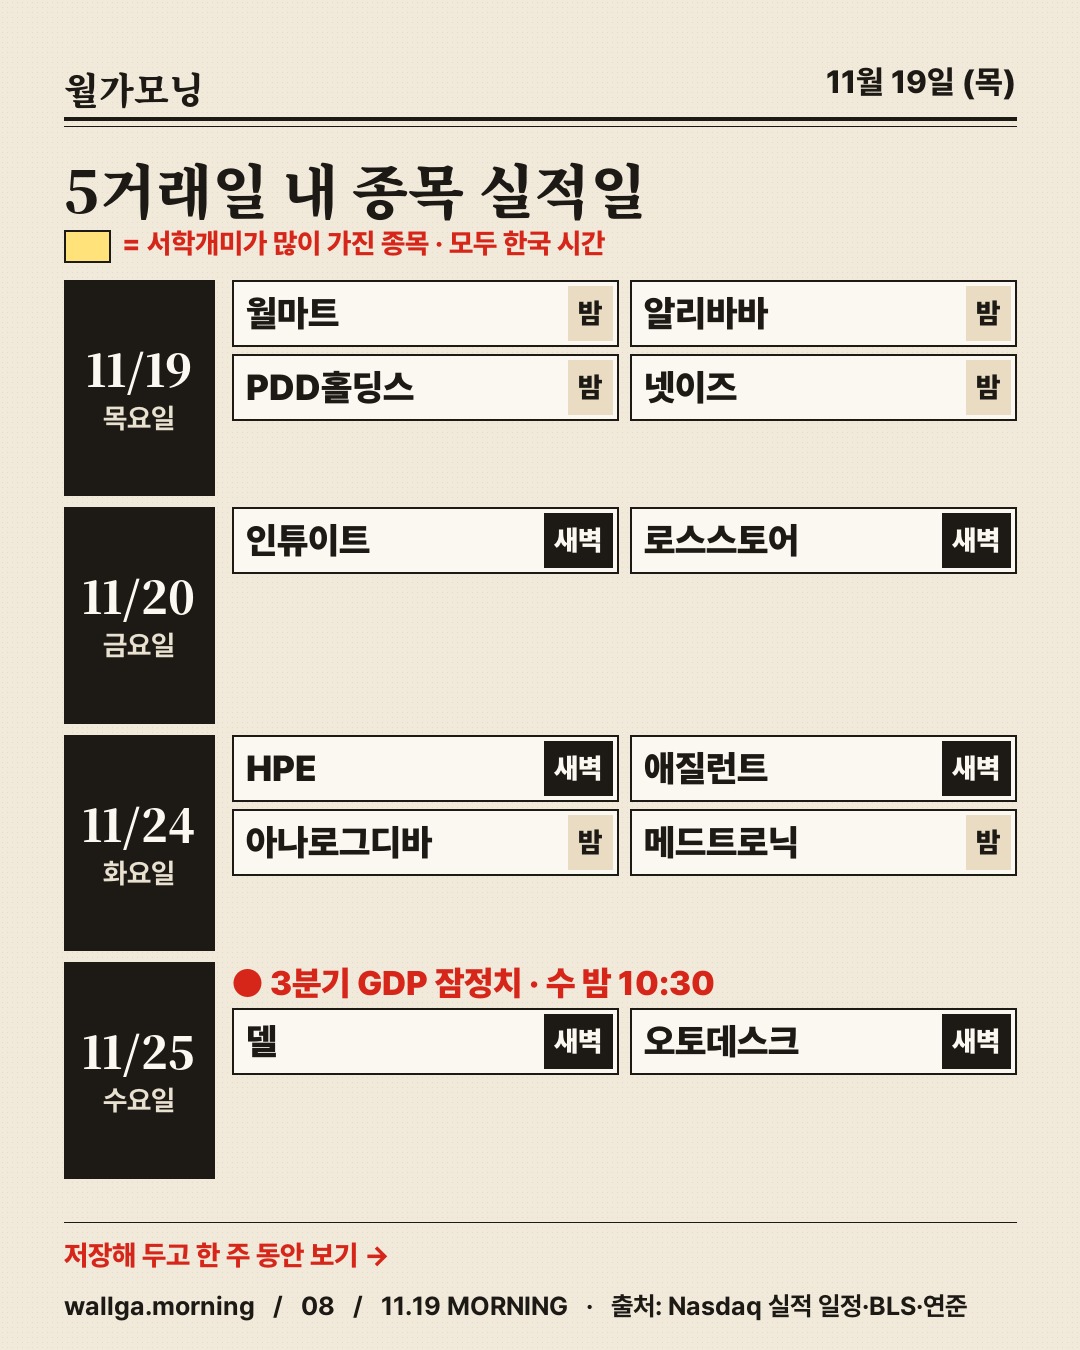 월가모닝
11월 19일 (목)
5거래일 내 종목 실적일
= 서학개미가 많이 가진 종목 · 모두 한국 시간
11/19
목요일
월마트 밤
알리바바 밤
PDD홀딩스 밤
넷이즈 밤
11/20
금요일
인튜이트 새벽
로스스토어 새벽
11/24
화요일
HPE 새벽
애질런트 새벽
아나로그디바 밤
메드트로닉 밤
11/25
수요일
● 3분기 GDP 잠정치 · 수 밤 10:30
델 새벽
오토데스크 새벽
저장해 두고 한 주 동안 보기 →
wallga.morning / 08 / 11.19 MORNING · 출처: Nasdaq 실적 일정·BLS·연준